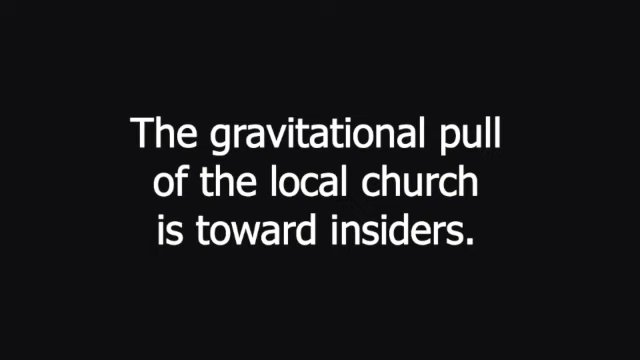 The gravitational pull
of the local church
is toward insiders.